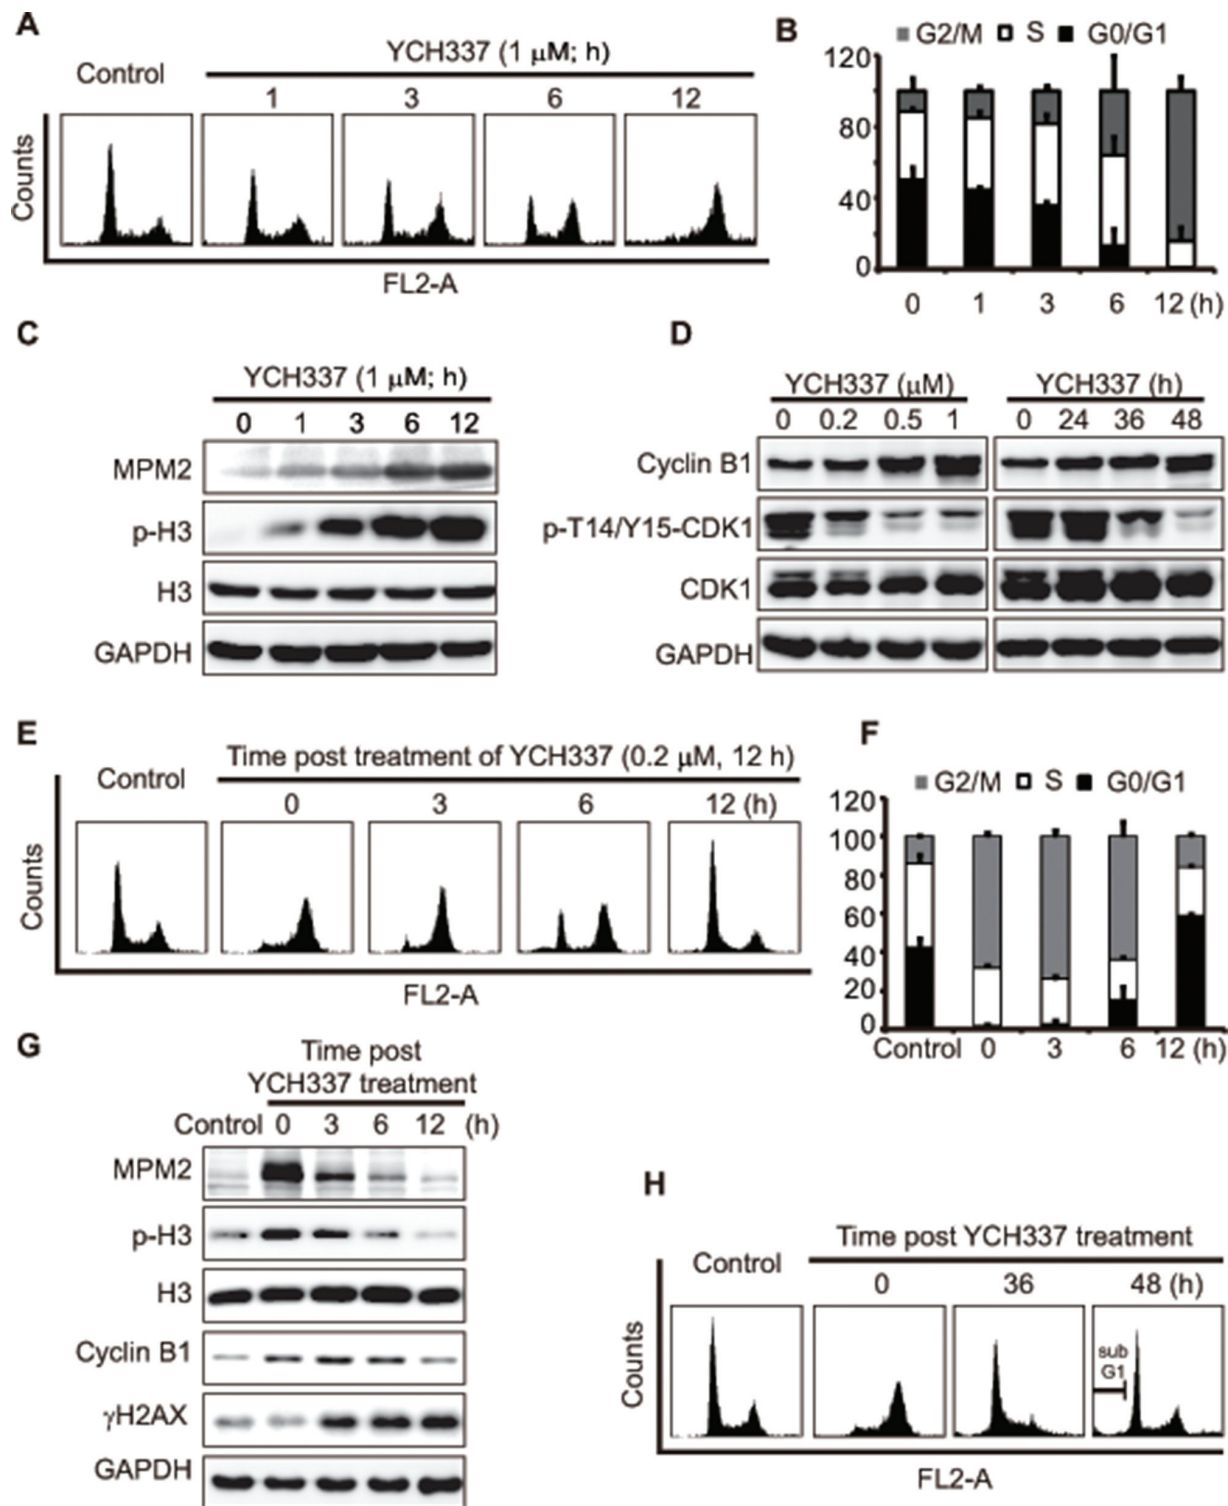 A
YCH337 (1 μM; h)
Control
1 3 6 12
Counts
FL2-A
B
G2/M S G0/G1
120
80
40
0
0 1 3 6 12 (h)
C
YCH337 (1 μM; h)
0 1 3 6 12
MPM2
p-H3
H3
GAPDH
D
YCH337 (μM) YCH337 (h)
0 0.2 0.5 1 0 24 36 48
Cyclin B1
p-T14/Y15-CDK1
CDK1
GAPDH
E
Time post treatment of YCH337 (0.2 μM, 12 h)
Control
0 3 6 12 (h)
Counts
FL2-A
F
G2/M S G0/G1
120
100
80
60
40
20
0
Control 0 3 6 12 (h)
G
Time post
YCH337 treatment
Control 0 3 6 12 (h)
MPM2
p-H3
H3
Cyclin B1
γH2AX
GAPDH
H
Time post YCH337 treatment
Control
0 36 48 (h)
Counts
sub
G1
FL2-A